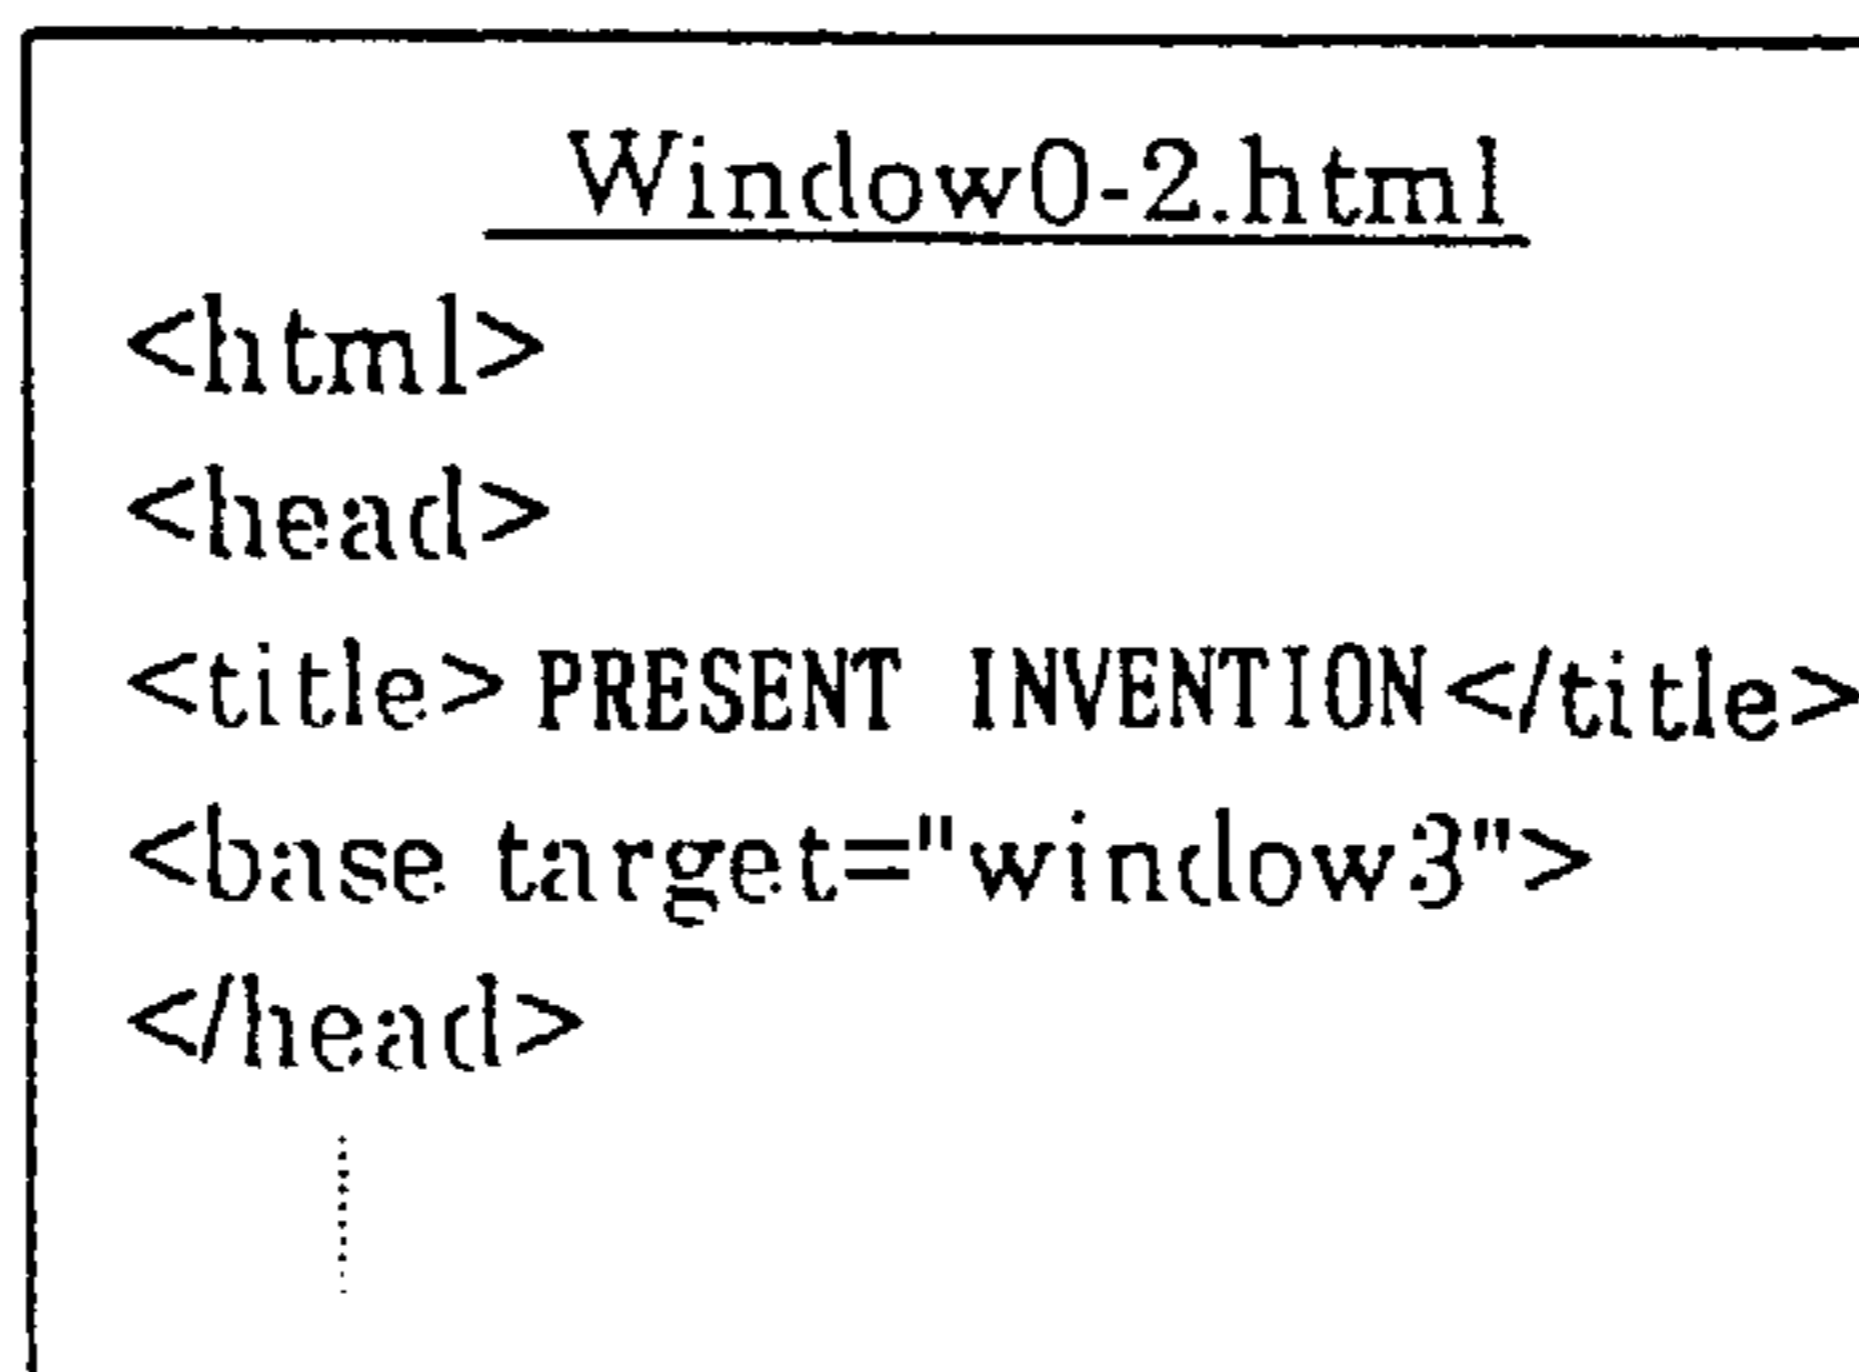 Window0-2.html
<html>
<head>
<title>PRESENT INVENTION</title>
<base target="window3">
</head>